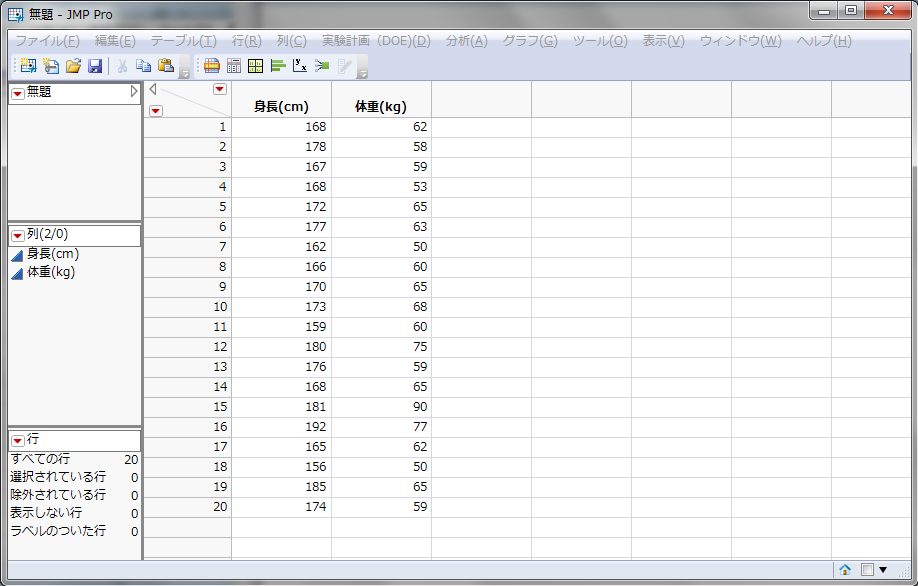 無題 - JMP Pro
ファイル(F) 編集(E) テーブル(T) 行(R) 列(C) 実験計画 (DOE)(D) 分析(A) グラフ(G) ツール(O) 表示(V) ウィンドウ(W) ヘルプ(H)
無題
列(2/0)
身長(cm)
体重(kg)
行
すべての行 20
選択されている行 0
除外されている行 0
表示しない行 0
ラベルのついた行 0
身長(cm) 体重(kg)
1 168 62
2 178 58
3 167 59
4 168 53
5 172 65
6 177 63
7 162 50
8 166 60
9 170 65
10 173 68
11 159 60
12 180 75
13 176 59
14 168 65
15 181 90
16 192 77
17 165 62
18 156 50
19 185 65
20 174 59